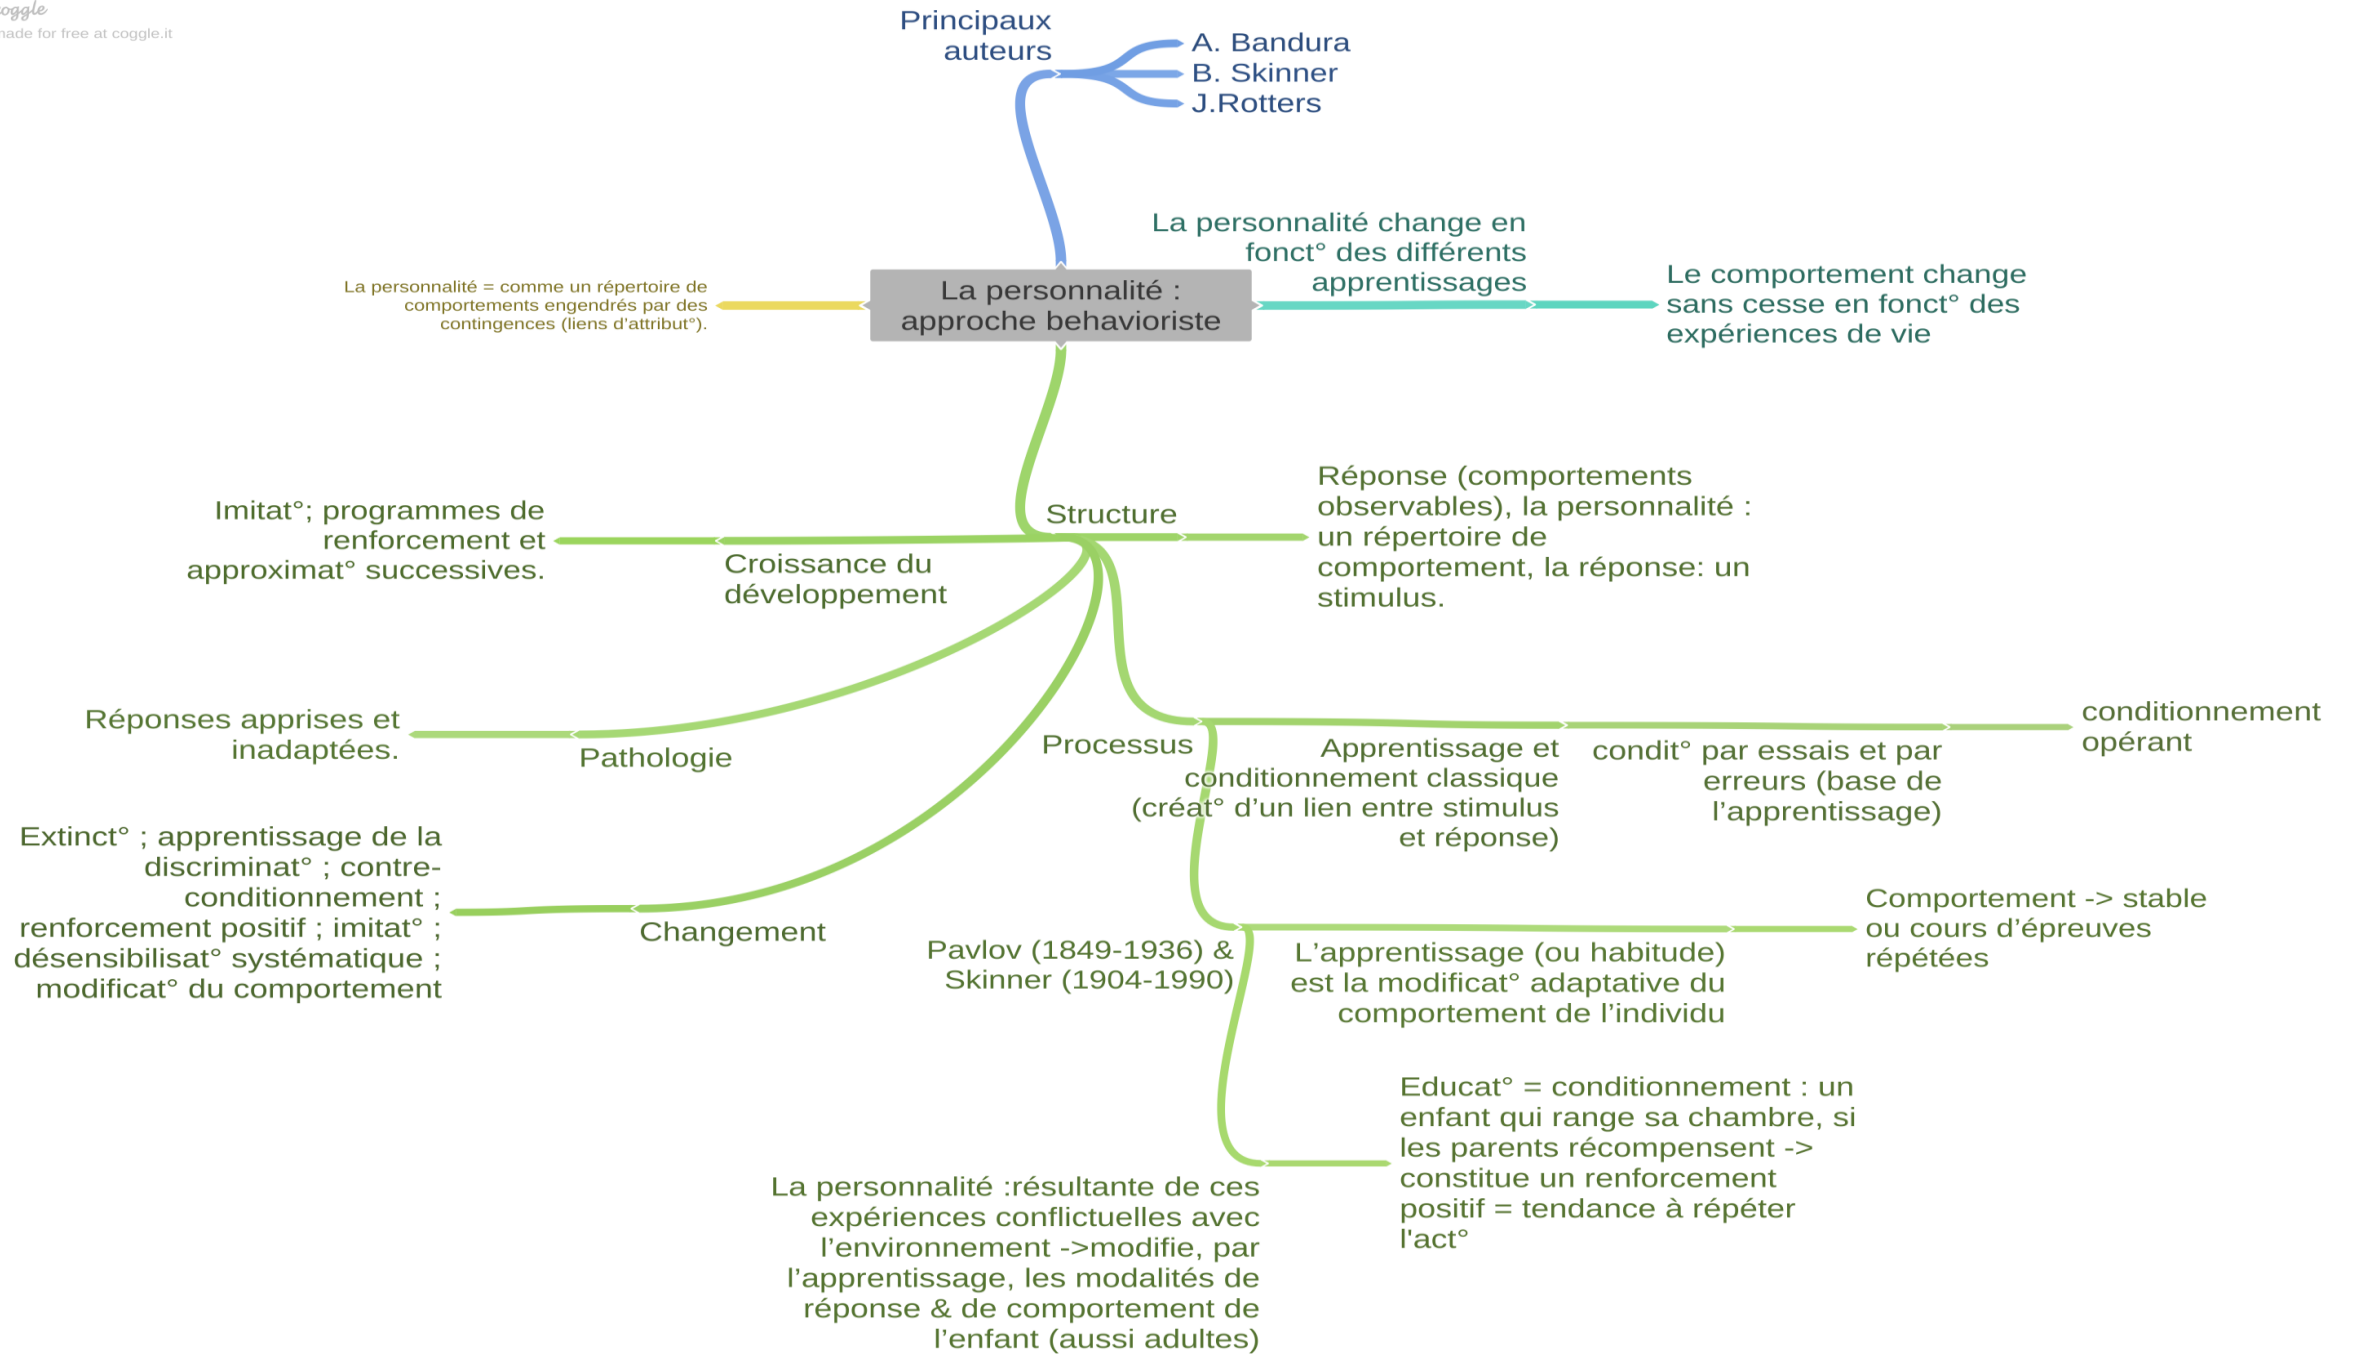 oggle
made for free at coggle.it
Principaux
auteurs
A. Bandura
B. Skinner
J.Rotters
La personnalité :
approche behavioriste
La personnalité = comme un répertoire de
comportements engendrés par des
contingences (liens d'attribut°).
La personnalité change en
fonct° des différents
apprentissages
Le comportement change
sans cesse en fonct° des
expériences de vie
Structure
Réponse (comportements
observables), la personnalité :
un répertoire de
comportement, la réponse: un
stimulus.
Croissance du
développement
Imitat°; programmes de
renforcement et
approximat° successives.
Pathologie
Réponses apprises et
inadaptées.
Changement
Extinct° ; apprentissage de la
discriminat° ; contre-
conditionnement ;
renforcement positif ; imitat° ;
désensibilisat° systématique ;
modificat° du comportement
Processus
Apprentissage et
conditionnement classique
(créat° d’un lien entre stimulus
et réponse)
condit° par essais et par
erreurs (base de
l’apprentissage)
conditionnement
opérant
Pavlov (1849-1936) &
Skinner (1904-1990)
L’apprentissage (ou habitude)
est la modificat° adaptative du
comportement de l’individu
Comportement -> stable
ou cours d’épreuves
répétées
La personnalité :résultante de ces
expériences conflictuelles avec
l’environnement ->modifie, par
l’apprentissage, les modalités de
réponse & de comportement de
l’enfant (aussi adultes)
Educat° = conditionnement : un
enfant qui range sa chambre, si
les parents récompensent ->
constitue un renforcement
positif = tendance à répéter
l'act°